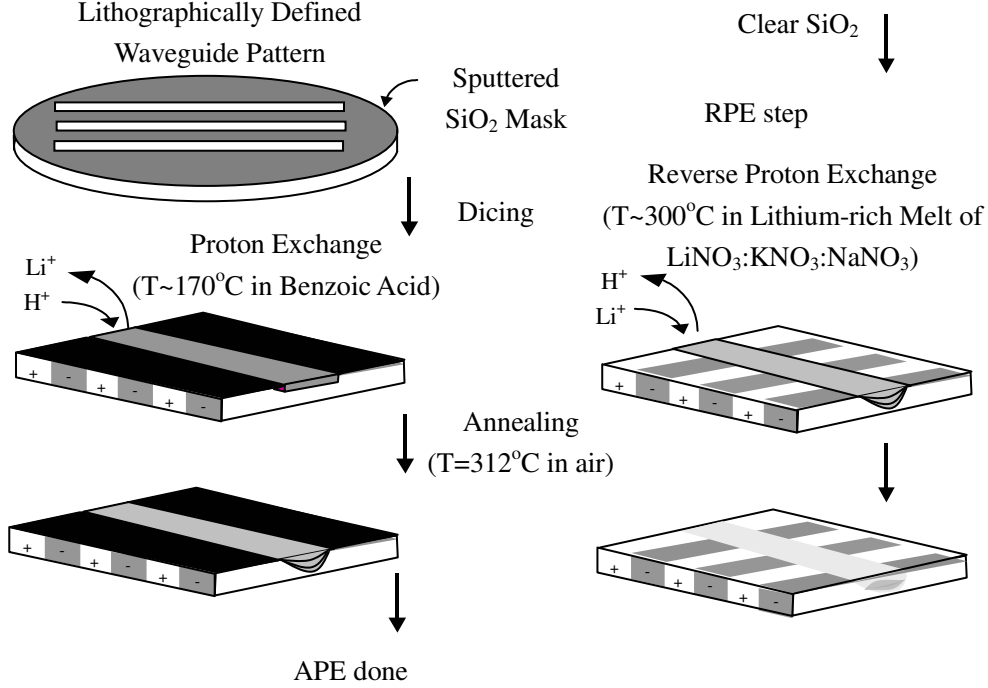 Lithographically Defined
Waveguide Pattern
Sputtered
SiO₂ Mask
Dicing
Proton Exchange
(T~170°C in Benzoic Acid)
Li⁺
H⁺
+ - + - + -
Annealing
(T=312°C in air)
+ - + - + -
APE done
Clear SiO₂
RPE step
Reverse Proton Exchange
(T~300°C in Lithium-rich Melt of
LiNO₃:KNO₃:NaNO₃)
H⁺
Li⁺
+ - + - + -
+ - + - + -